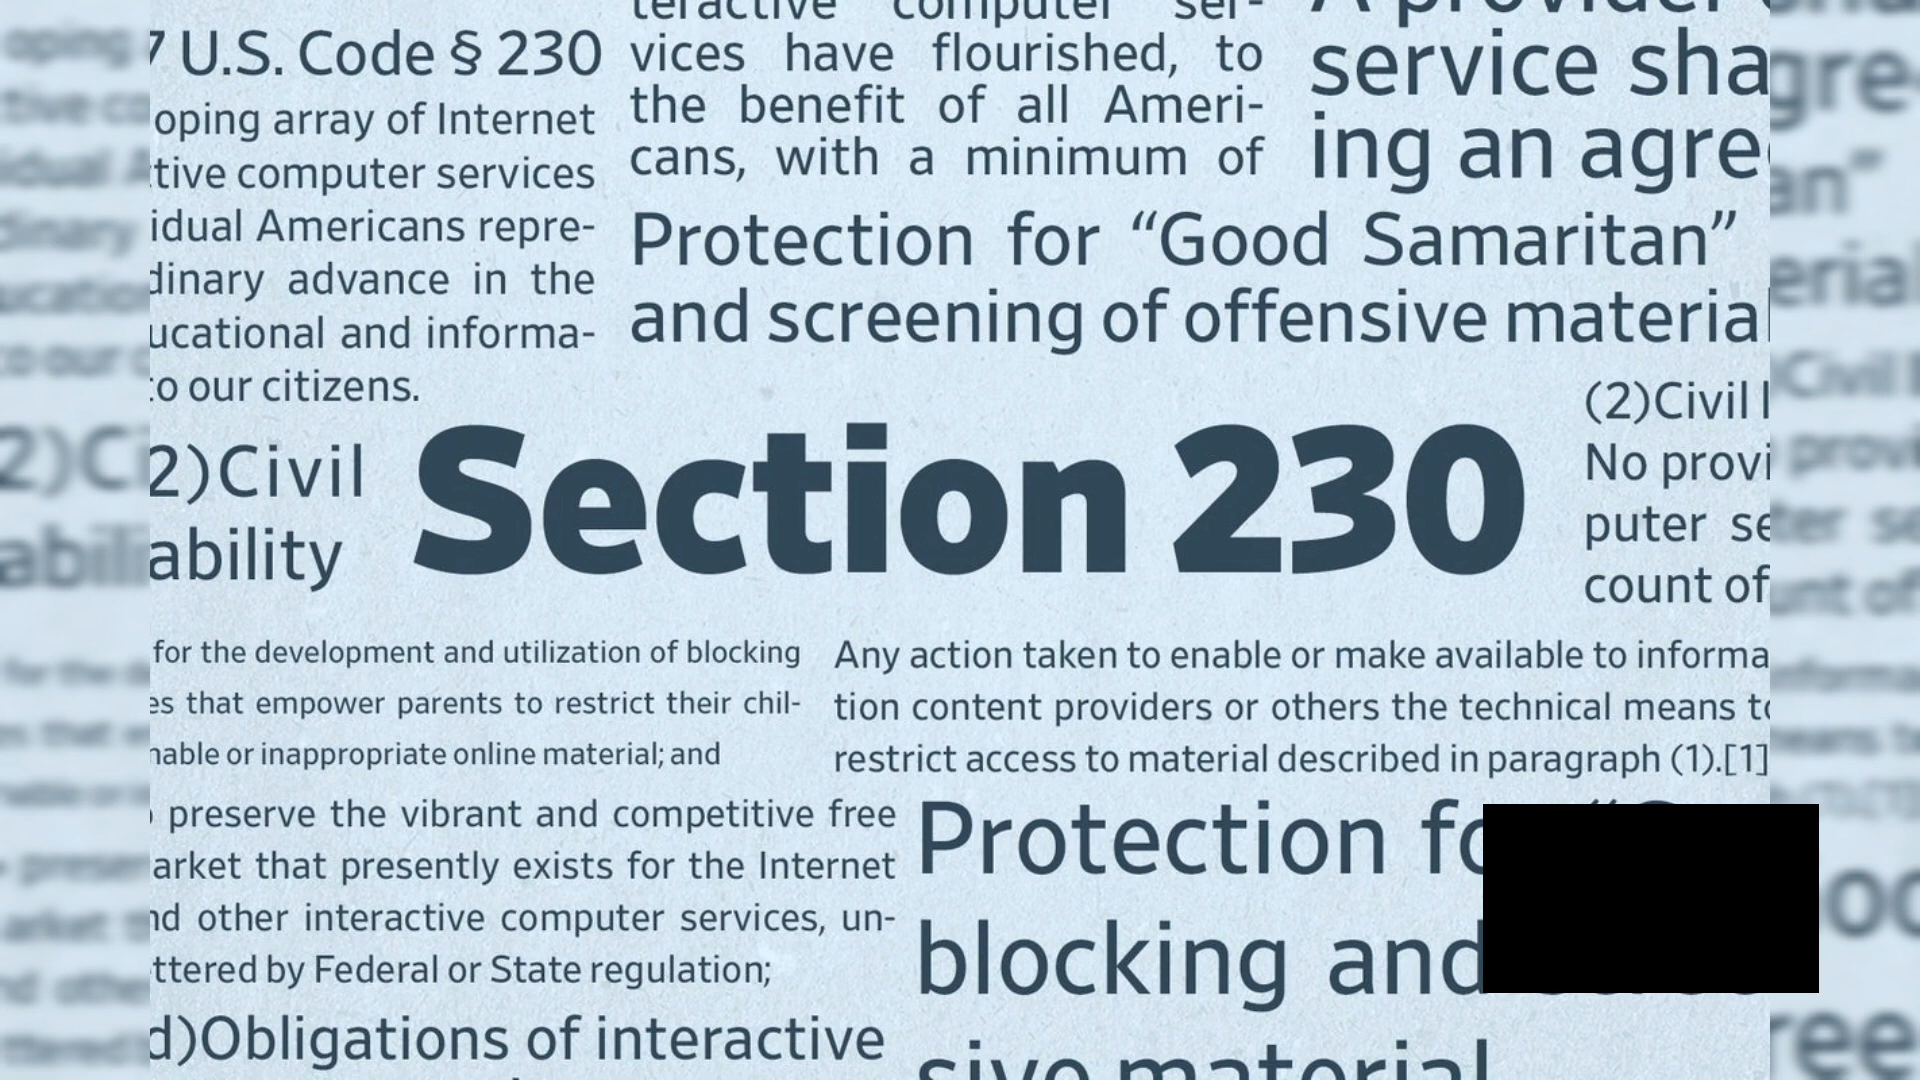 U.S. Code § 230
oping array of Internet
tive computer services
idual Americans repre-
dinary advance in the
ucational and informa-
to our citizens.
teractive computer ser-
vices have flourished, to
the benefit of all Ameri-
cans, with a minimum of
A provider
service sha
ing an agre
Protection for “Good Samaritan”
and screening of offensive material
2)Civil
ability
Section 230
(2)Civil l
No provi
puter se
count of
for the development and utilization of blocking
es that empower parents to restrict their chil-
nable or inappropriate online material; and
Any action taken to enable or make available to informa
tion content providers or others the technical means to
restrict access to material described in paragraph (1).[1]
preserve the vibrant and competitive free
arket that presently exists for the Internet
nd other interactive computer services, un-
ttered by Federal or State regulation;
d)Obligations of interactive
Protection fo
blocking and
sive material